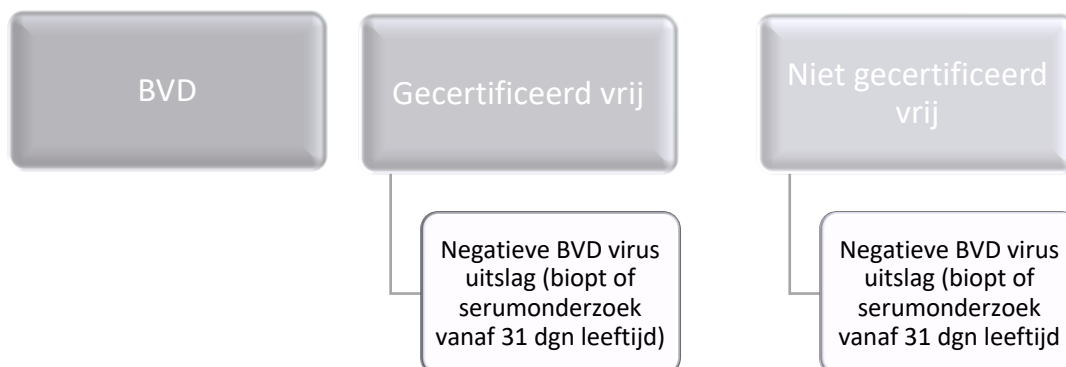 BVD
Gecertificeerd vrij
Niet gecertificeerd
vrij
Negatieve BVD virus
uitslag (biopt of
serumonderzoek
vanaf 31 dgn leeftijd)
Negatieve BVD virus
uitslag (biopt of
serumonderzoek
vanaf 31 dgn leeftijd